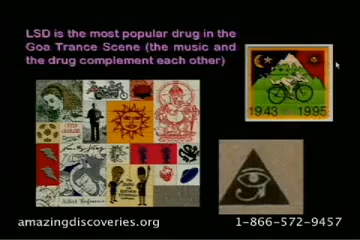 LSD is the most popular drug in the
Goa Trance Scene (the music and
the drug complement each other)
1943 1995
amazingdiscoveries.org
1-866-572-9457